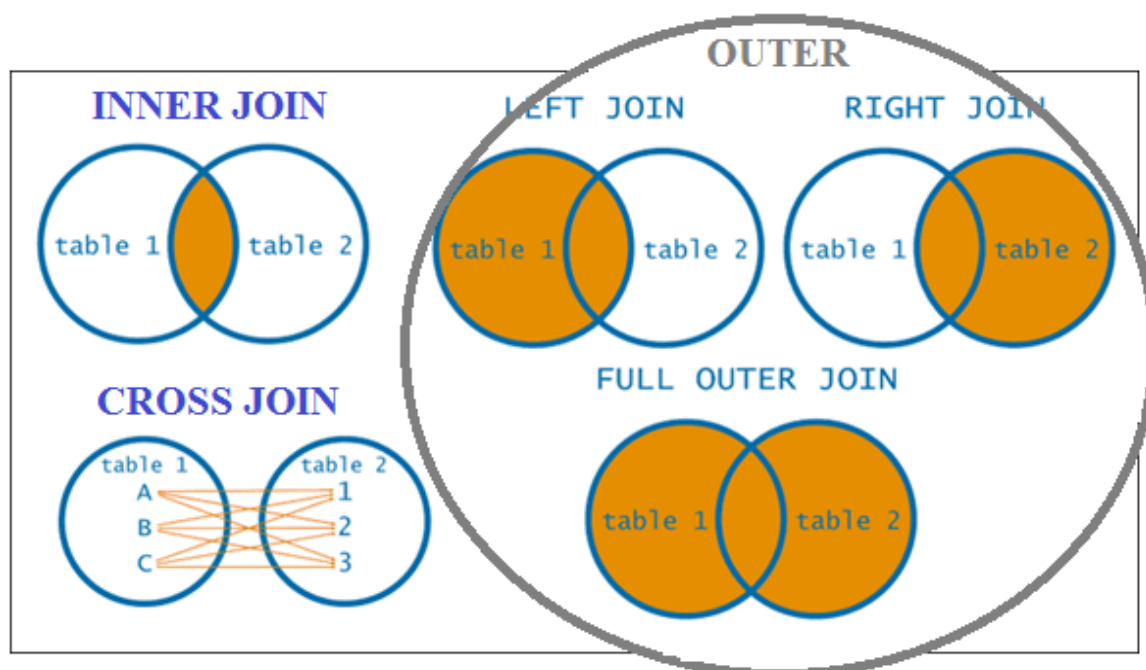 OUTER
INNER JOIN
LEFT JOIN
RIGHT JOIN
table 1
table 2
table 1
table 2
table 1
table 2
FULL OUTER JOIN
CROSS JOIN
table 1
table 2
A
1
B
2
C
3
table 1
table 2